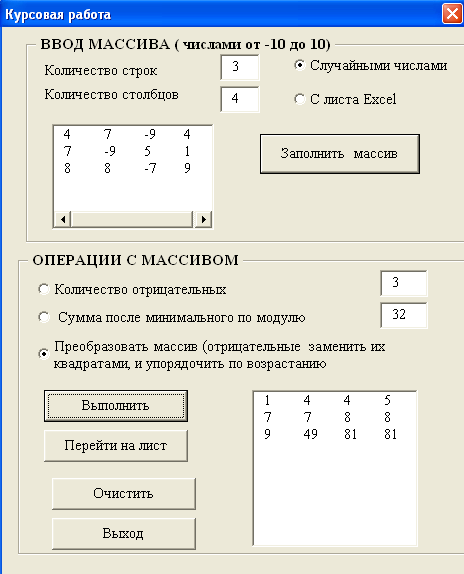 Курсовая работа
ВВОД МАССИВА ( числами от -10 до 10)
Количество строк 3 Случайными числами
Количество столбцов 4 С листа Excel
4 7 -9 4
7 -9 5 1
8 8 -7 9
Заполнить массив
ОПЕРАЦИИ С МАССИВОМ
Количество отрицательных 3
Сумма после минимального по модулю 32
Преобразовать массив (отрицательные заменить их
квадратами, и упорядочить по возрастанию
Выполнить
Перейти на лист
Очистить
Выход
1 4 4 5
7 7 8 8
9 49 81 81